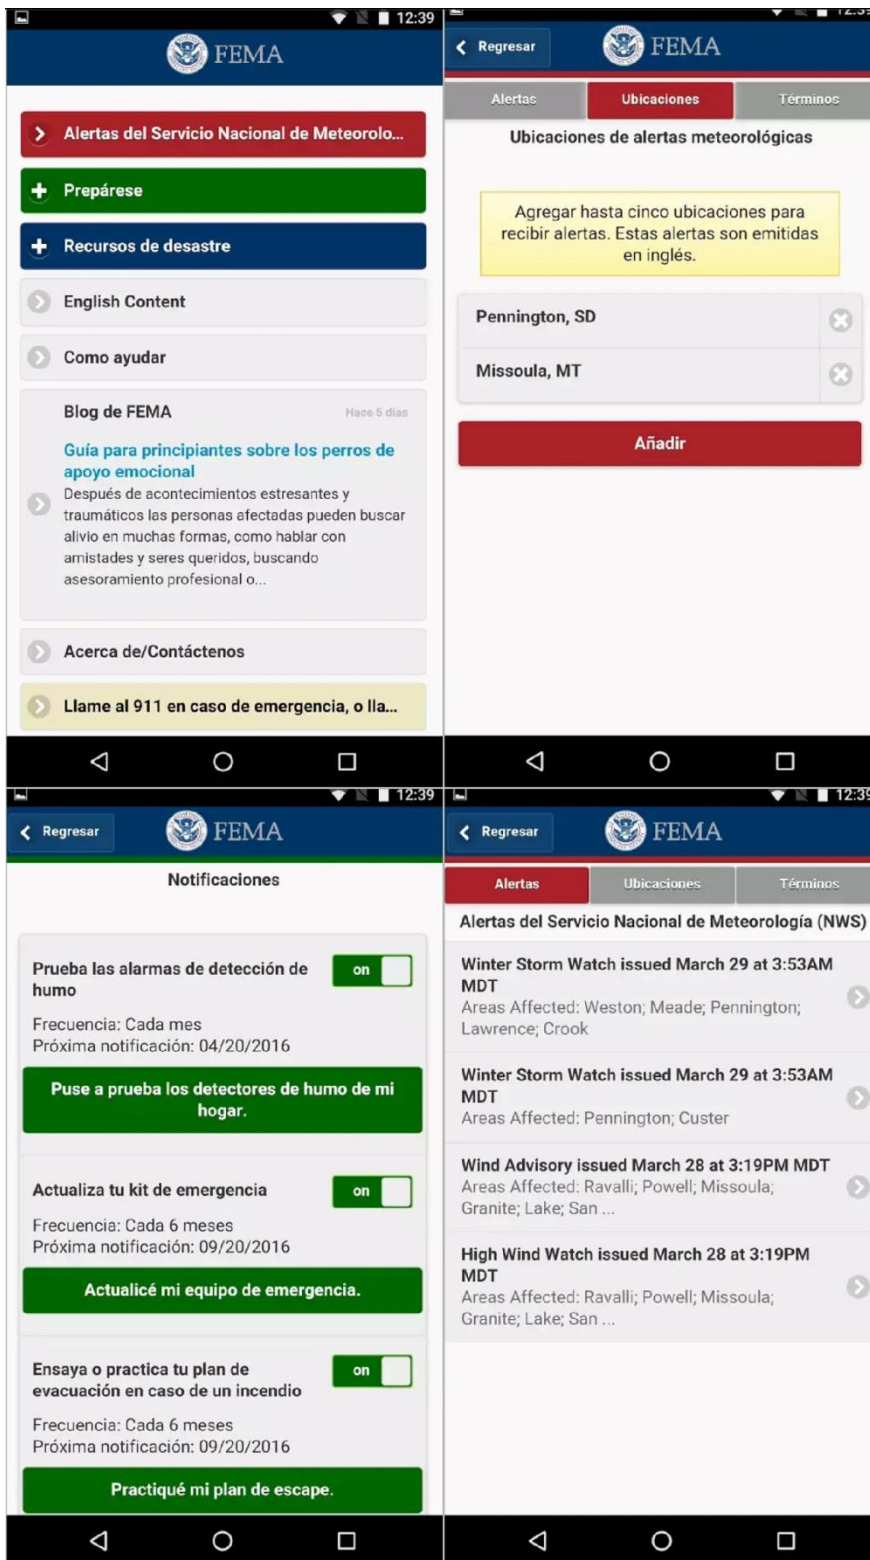 12:39
FEMA
Alertas del Servicio Nacional de Meteorolo...
Prepárese
Recursos de desastre
English Content
Como ayudar
Blog de FEMA
Hace 5 días
Guía para principiantes sobre los perros de
apoyo emocional
Después de acontecimientos estresantes y
traumáticos las personas afectadas pueden buscar
alivio en muchas formas, como hablar con
amistades y seres queridos, buscando
asesoramiento profesional o...
Acerca de/Contáctenos
Llame al 911 en caso de emergencia, o lla...
12:39
Regresar
FEMA
Alertas
Ubicaciones
Términos
Ubicaciones de alertas meteorológicas
Agregar hasta cinco ubicaciones para
recibir alertas. Estas alertas son emitidas
en inglés.
Pennington, SD
Missoula, MT
Añadir
12:39
Regresar
FEMA
Notificaciones
Prueba las alarmas de detección de
humo
on
Frecuencia: Cada mes
Próxima notificación: 04/20/2016
Puse a prueba los detectores de humo de mi
hogar.
Actualiza tu kit de emergencia
on
Frecuencia: Cada 6 meses
Próxima notificación: 09/20/2016
Actualicé mi equipo de emergencia.
Ensaya o practica tu plan de
evacuación en caso de un incendio
on
Frecuencia: Cada 6 meses
Próxima notificación: 09/20/2016
Practiqué mi plan de escape.
12:39
Regresar
FEMA
Alertas
Ubicaciones
Términos
Alertas del Servicio Nacional de Meteorología (NWS)
Winter Storm Watch issued March 29 at 3:53AM
MDT
Areas Affected: Weston; Meade; Pennington;
Lawrence; Crook
Winter Storm Watch issued March 29 at 3:53AM
MDT
Areas Affected: Pennington; Custer
Wind Advisory issued March 28 at 3:19PM MDT
Areas Affected: Ravalli; Powell; Missoula;
Granite; Lake; San ...
High Wind Watch issued March 28 at 3:19PM
MDT
Areas Affected: Ravalli; Powell; Missoula;
Granite; Lake; San ...